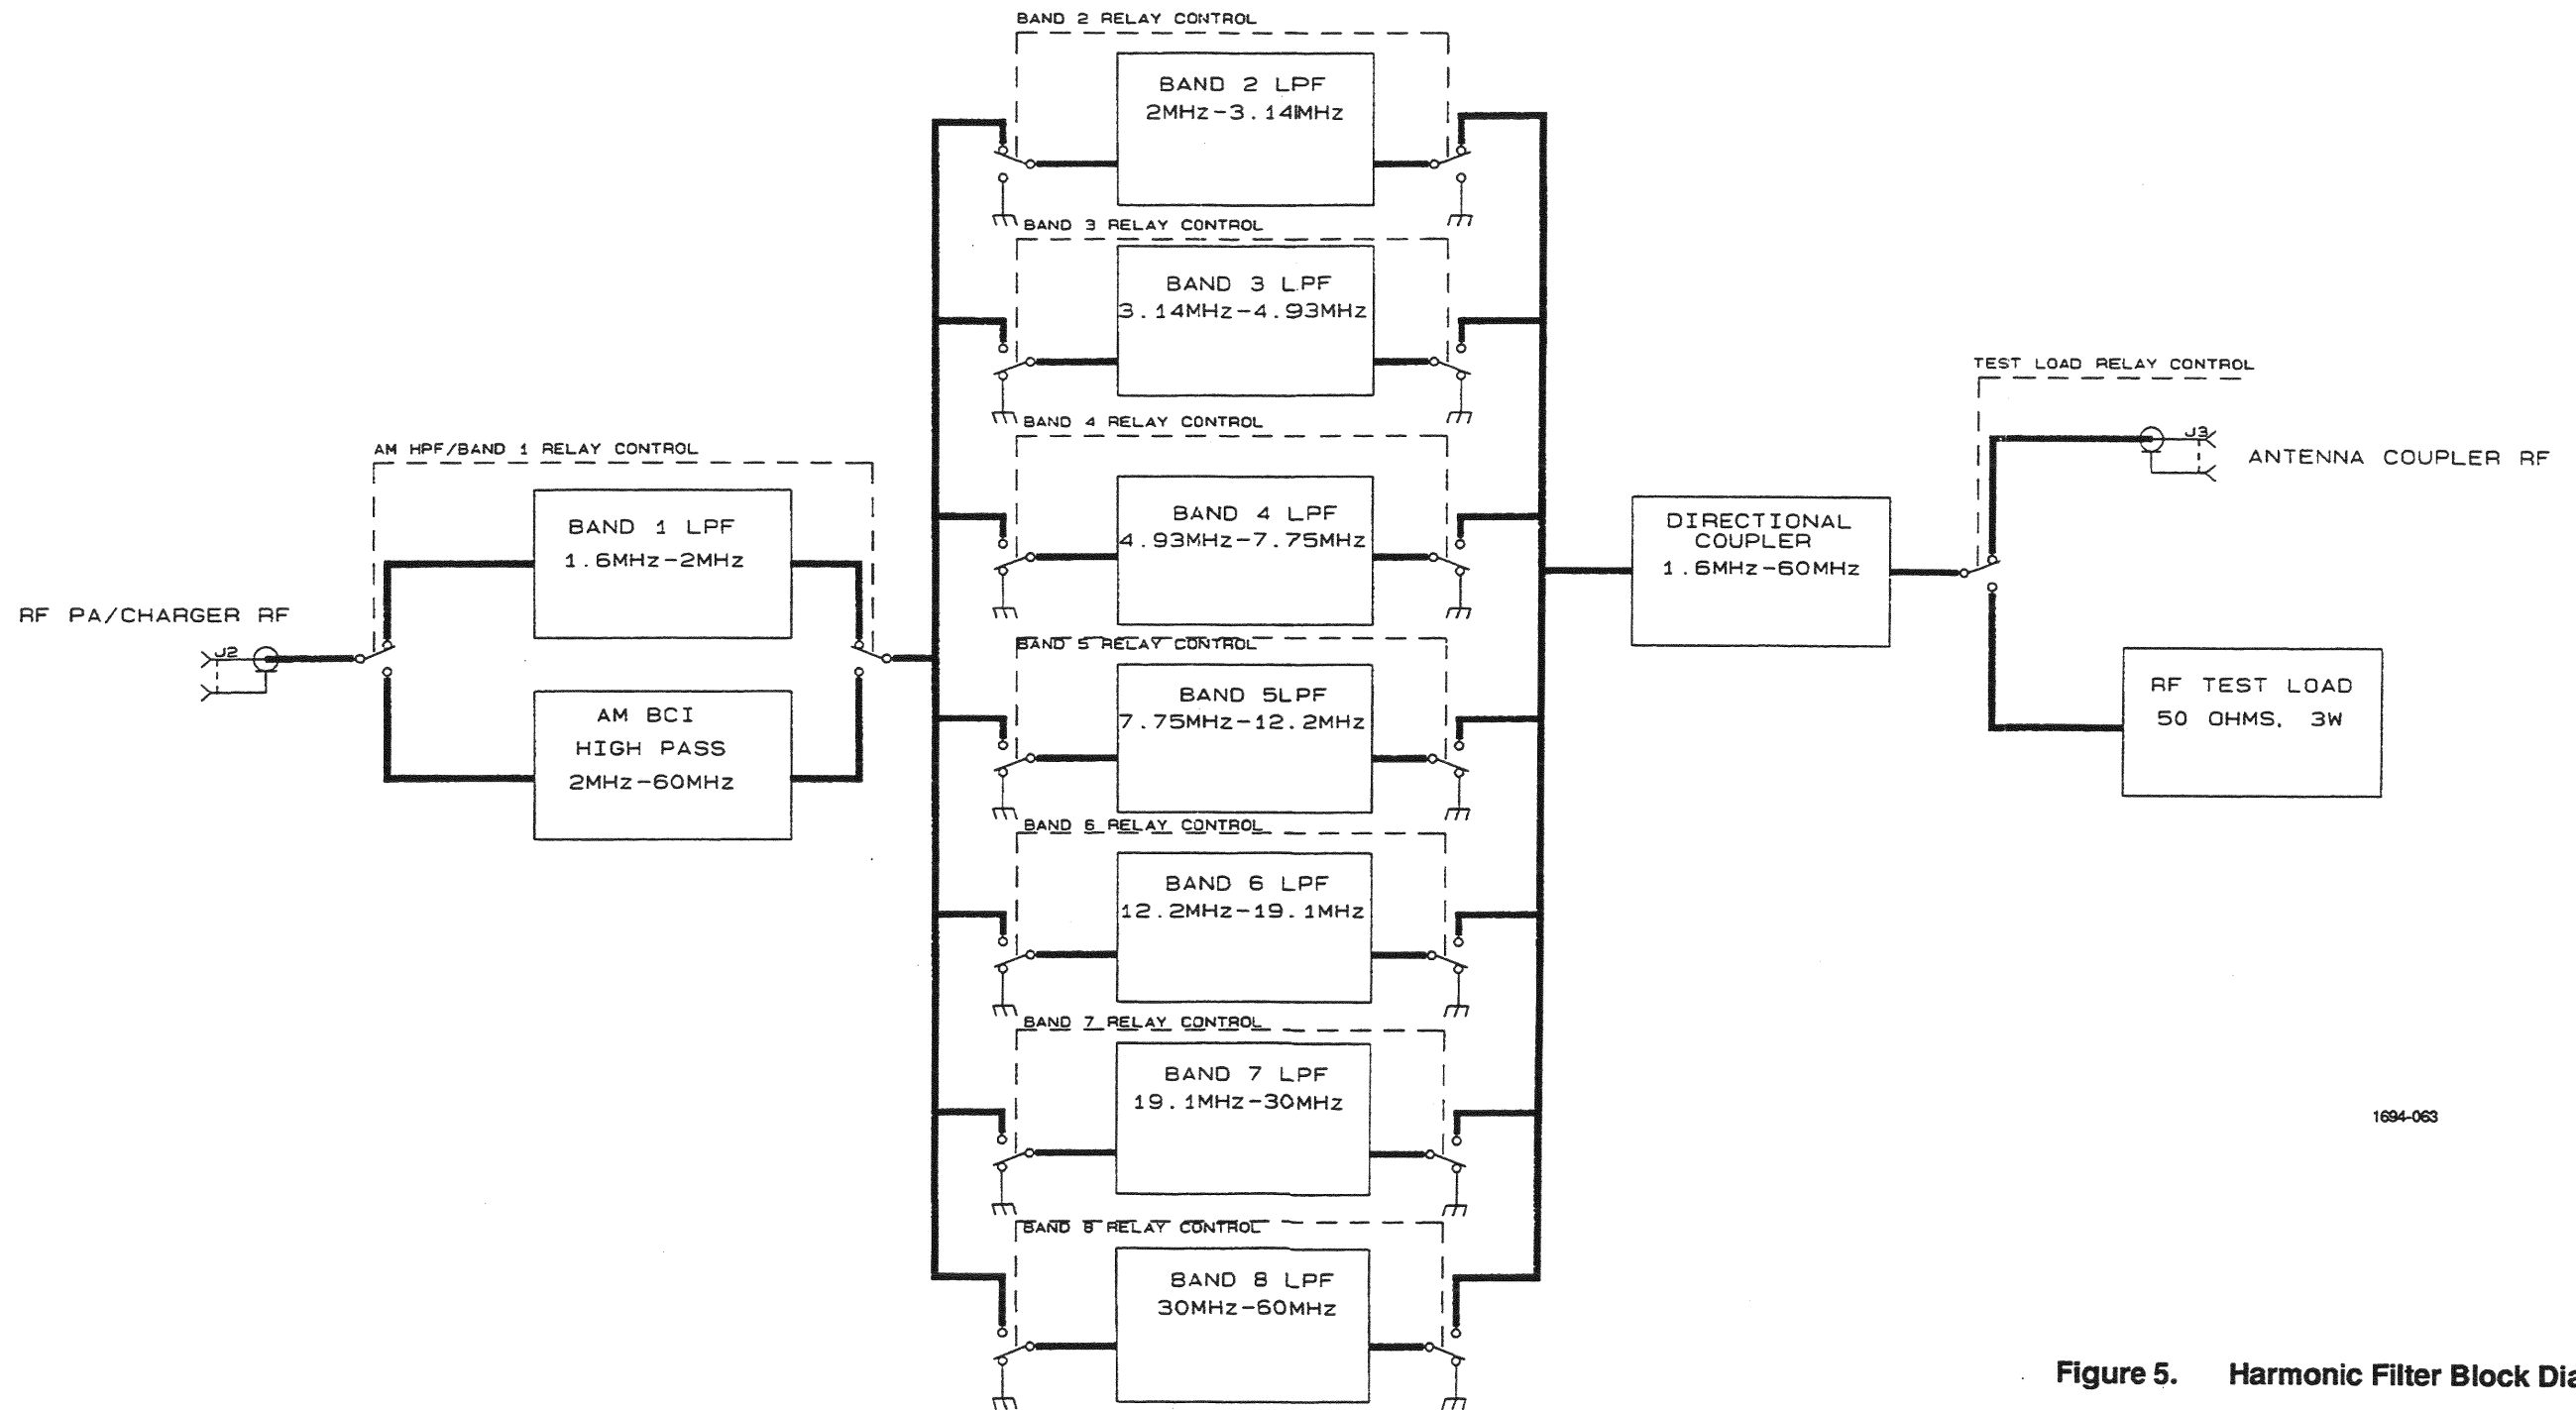 BAND 2 RELAY CONTROL
BAND 2 LPF
2MHz-3.14MHz
BAND 3 RELAY CONTROL
BAND 3 LPF
3.14MHz-4.93MHz
BAND 4 RELAY CONTROL
BAND 4 LPF
4.93MHz-7.75MHz
AM HPF/BAND 1 RELAY CONTROL
BAND 1 LPF
1.6MHz-2MHz
RF PA/CHARGER RF
J2
AM BCI
HIGH PASS
2MHz-60MHz
BAND 5 RELAY CONTROL
BAND 5LPF
7.75MHz-12.2MHz
BAND 6 RELAY CONTROL
BAND 6 LPF
12.2MHz-19.1MHz
BAND 7 RELAY CONTROL
BAND 7 LPF
19.1MHz-30MHz
BAND 8 RELAY CONTROL
BAND 8 LPF
30MHz-60MHz
DIRECTIONAL
COUPLER
1.6MHz-60MHz
TEST LOAD RELAY CONTROL
J3
ANTENNA COUPLER RF
RF TEST LOAD
50 OHMS, 3W
1694-063
Figure 5. Harmonic Filter Block Dia